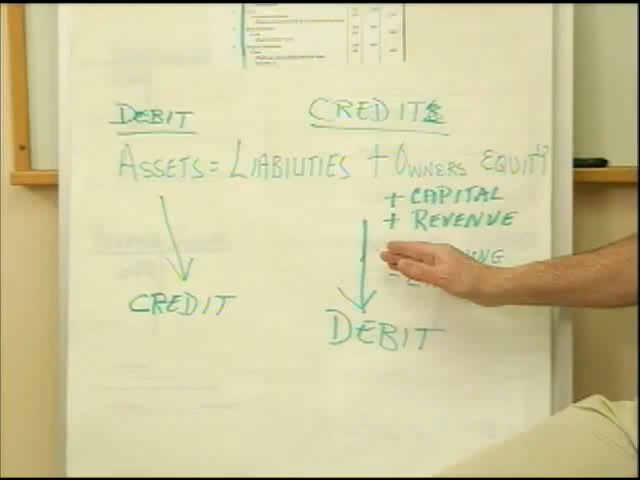 DEBIT
CREDITS
ASSETS = LIABILITIES + OWNERS EQUITY
+ CAPITAL
+ REVENUE
CREDIT
DEBIT